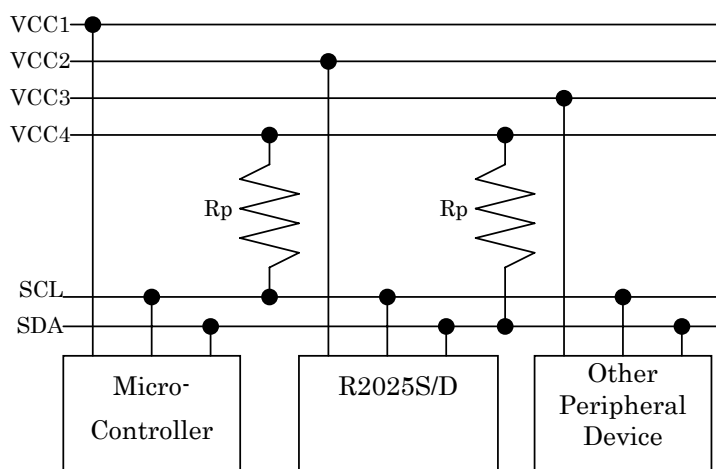 VCC1
VCC2
VCC3
VCC4
Rp
Rp
SCL
SDA
Micro-
Controller
R2025S/D
Other
Peripheral
Device